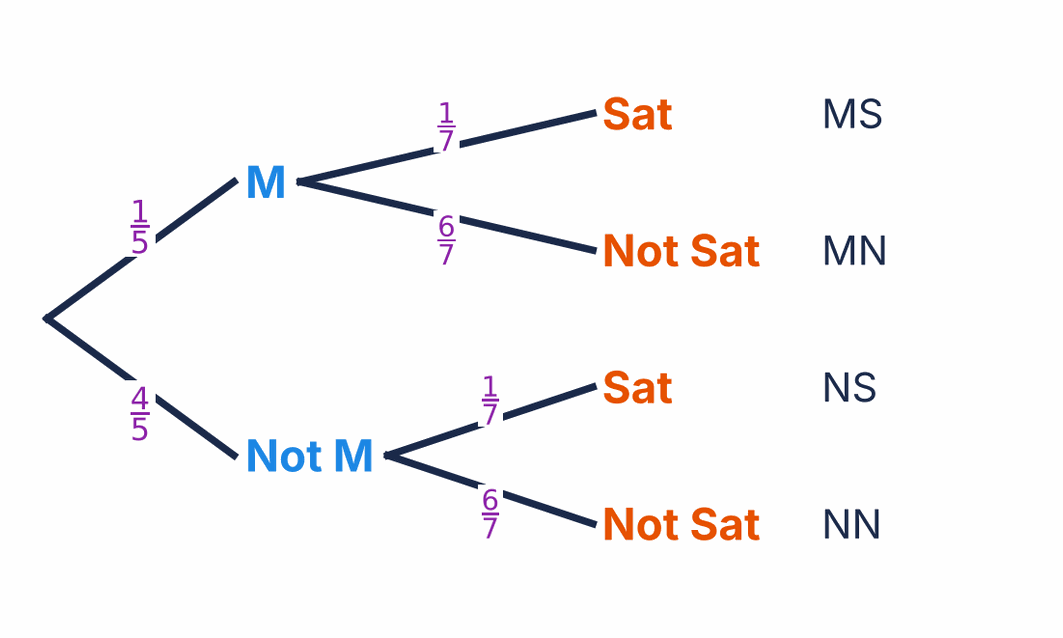 1/7 Sat MS
1/5 M
6/7 Not Sat MN
4/5 Not M
1/7 Sat NS
6/7 Not Sat NN